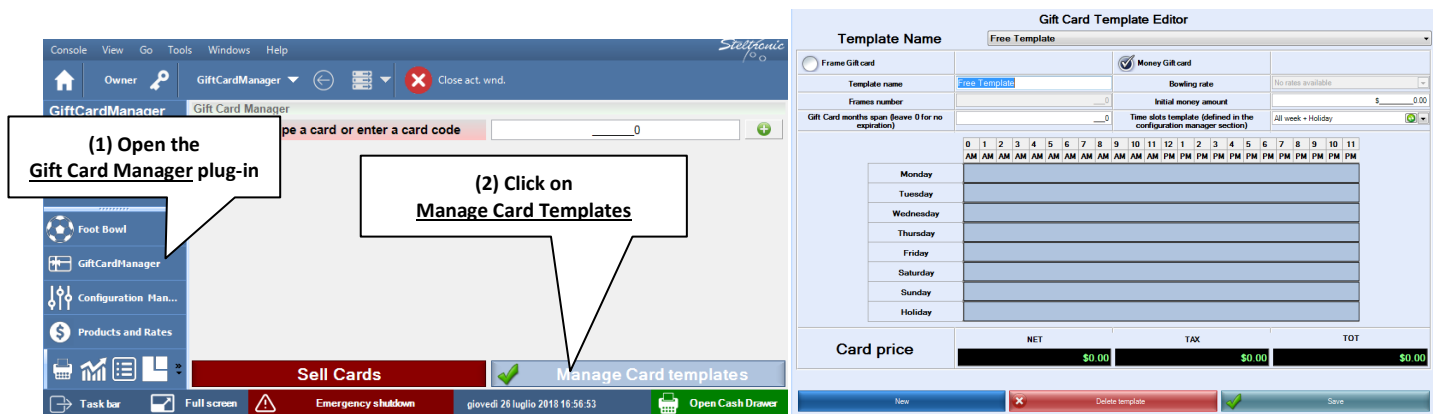 Console View Go Tools Windows Help
Steltronic
Owner GiftCardManager Close act. wnd.
GiftCardManager Gift Card Manager
pe a card or enter a card code 0
(1) Open the
Gift Card Manager plug-in
(2) Click on
Manage Card Templates
Foot Bowl
GiftCardManager
Configuration Man...
Products and Rates
Sell Cards Manage Card templates
Task bar Full screen Emergency shutdown giovedì 26 luglio 2018 16:56:53 Open Cash Drawer
Gift Card Template Editor
Template Name Free Template
Frame Gift card Money Gift card
Template name Free Template Bowling rate No rates available
Frames number 0 Initial money amount $ 0.00
Gift Card months span (leave 0 for no expiration) 0 Time slots template (defined in the configuration manager section) All week + Holiday
0 1 2 3 4 5 6 7 8 9 10 11 12 1 2 3 4 5 6 7 8 9 10 11
AM AM AM AM AM AM AM AM AM AM AM AM PM PM PM PM PM PM PM PM PM PM PM PM
Monday
Tuesday
Wednesday
Thursday
Friday
Saturday
Sunday
Holiday
Card price NET TAX TOT
$0.00 $0.00 $0.00
New Delete template Save